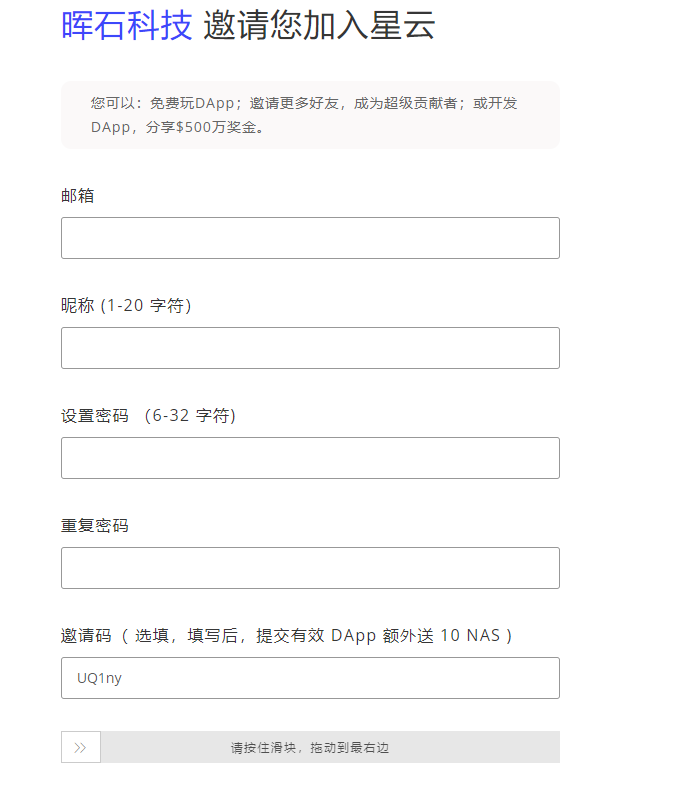 晖石科技 邀请您加入星云
您可以：免费玩DApp；邀请更多好友，成为超级贡献者；或开发
DApp，分享$500万奖金。
邮箱
昵称 (1-20 字符)
设置密码 （6-32 字符)
重复密码
邀请码（ 选填，填写后，提交有效 DApp 额外送 10 NAS ）
UQ1ny
请按住滑块，拖动到最右边